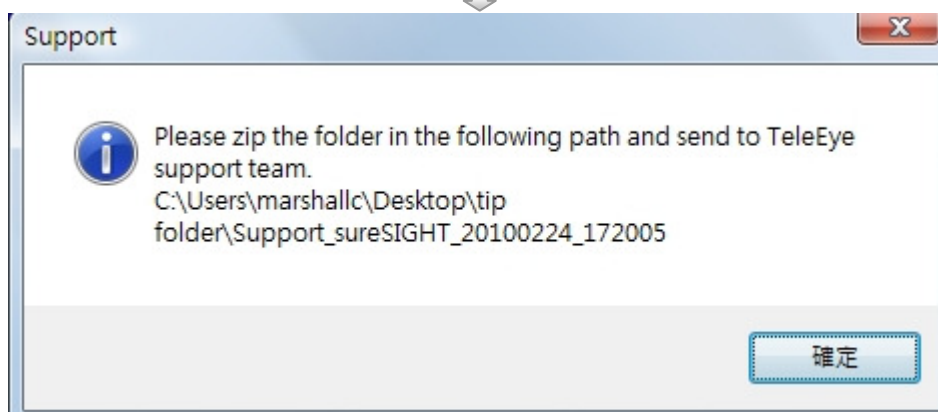 Support
Please zip the folder in the following path and send to TeleEye
support team.
C:\Users\marshallc\Desktop\tip
folder\Support_sureSIGHT_20100224_172005
確定